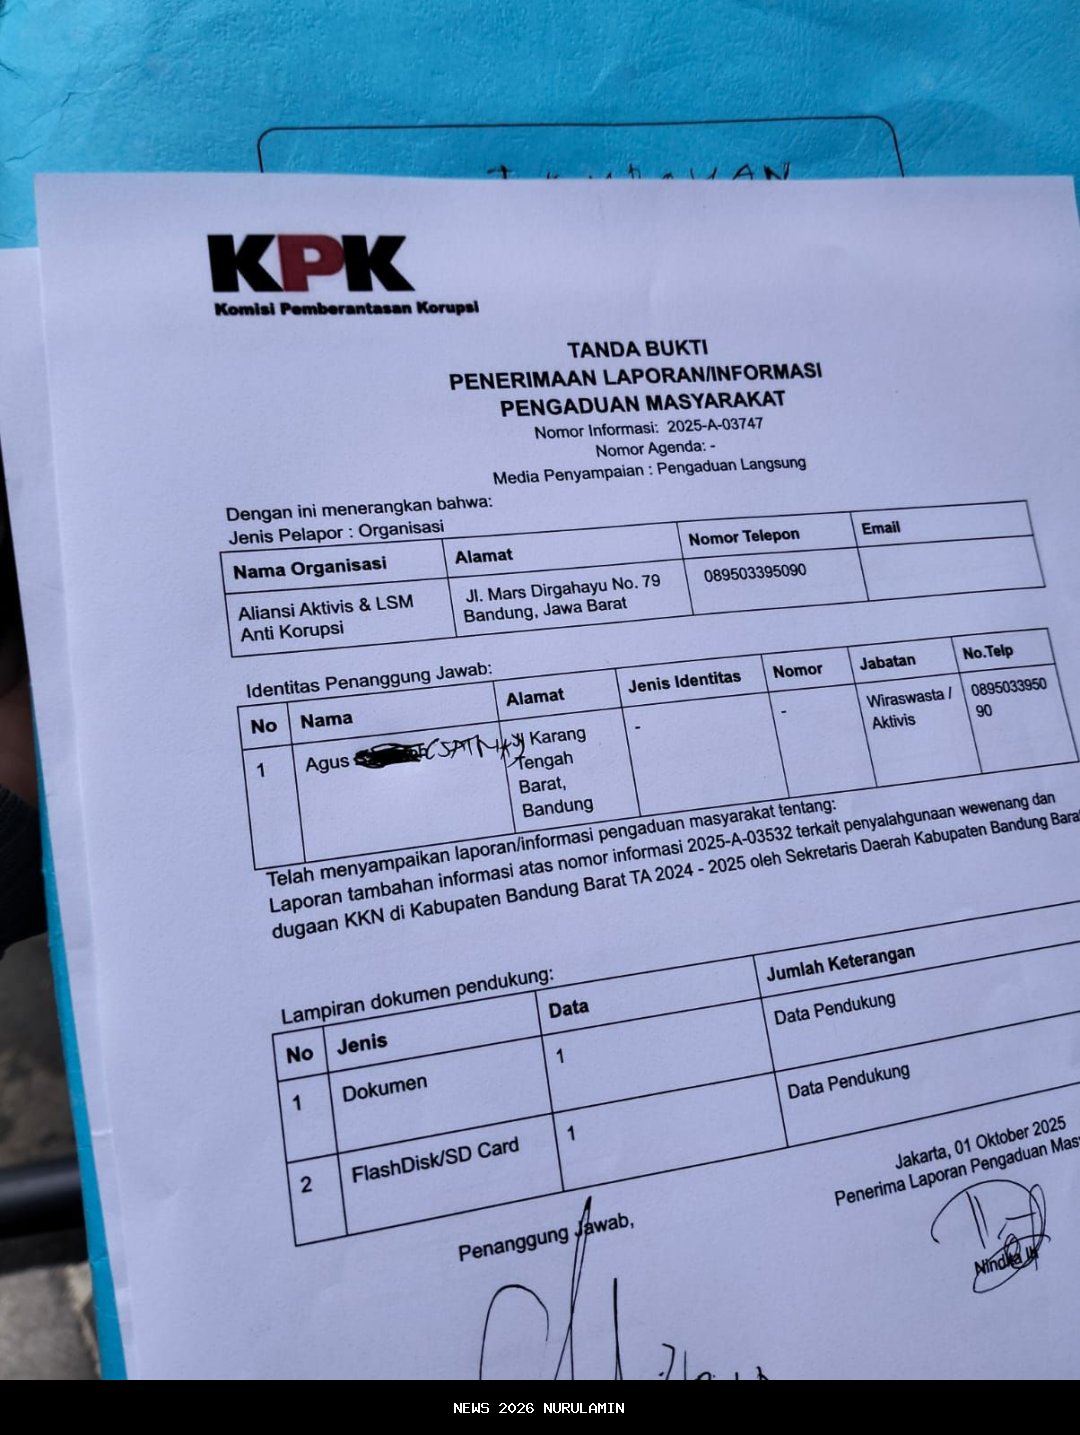 KPK
Komisi Pemberantasan Korupsi
TANDA BUKTI
PENERIMAAN LAPORAN/INFORMASI
PENGADUAN MASYARAKAT
Nomor Informasi: 2025-A-03747
Nomor Agenda: -
Media Penyampaian : Pengaduan Langsung
Dengan ini menerangkan bahwa:
Jenis Pelapor : Organisasi
Nama Organisasi Alamat Nomor Telepon Email
Aliansi Aktivis & LSM Jl. Mars Dirgahayu No. 79 089503395090
Anti Korupsi Bandung, Jawa Barat
Identitas Penanggung Jawab:
No Nama Alamat Jenis Identitas Nomor Jabatan No.Telp
1 Agus Karang - - Wiraswasta / 0895033950
Tengah Aktivis 90
Barat,
Bandung
Telah menyampaikan laporan/informasi pengaduan masyarakat tentang:
Laporan tambahan informasi atas nomor informasi 2025-A-03532 terkait penyalahgunaan wewenang dan
dugaan KKN di Kabupaten Bandung Barat TA 2024 - 2025 oleh Sekretaris Daerah Kabupaten Bandung Barat
Lampiran dokumen pendukung:
No Jenis Data Jumlah Keterangan
1 Dokumen 1 Data Pendukung
2 FlashDisk/SD Card 1 Data Pendukung
Jakarta, 01 Oktober 2025
Penerima Laporan Pengaduan Mas
Penanggung Jawab,
NEWS 2026 NURULAMIN